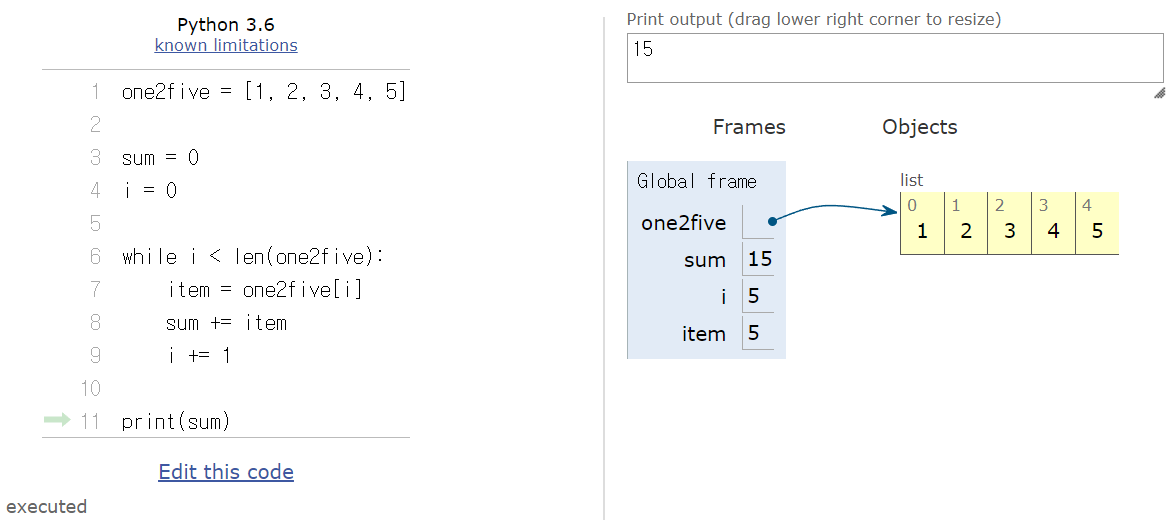 Python 3.6
known limitations
1 one2five = [1, 2, 3, 4, 5]
2
3 sum = 0
4 i = 0
5
6 while i < len(one2five):
7     item = one2five[i]
8     sum += item
9     i += 1
10
11 print(sum)
Edit this code
executed
Print output (drag lower right corner to resize)
15
Frames
Objects
Global frame
one2five
sum 15
i 5
item 5
list
0 1 2 3 4
1 2 3 4 5